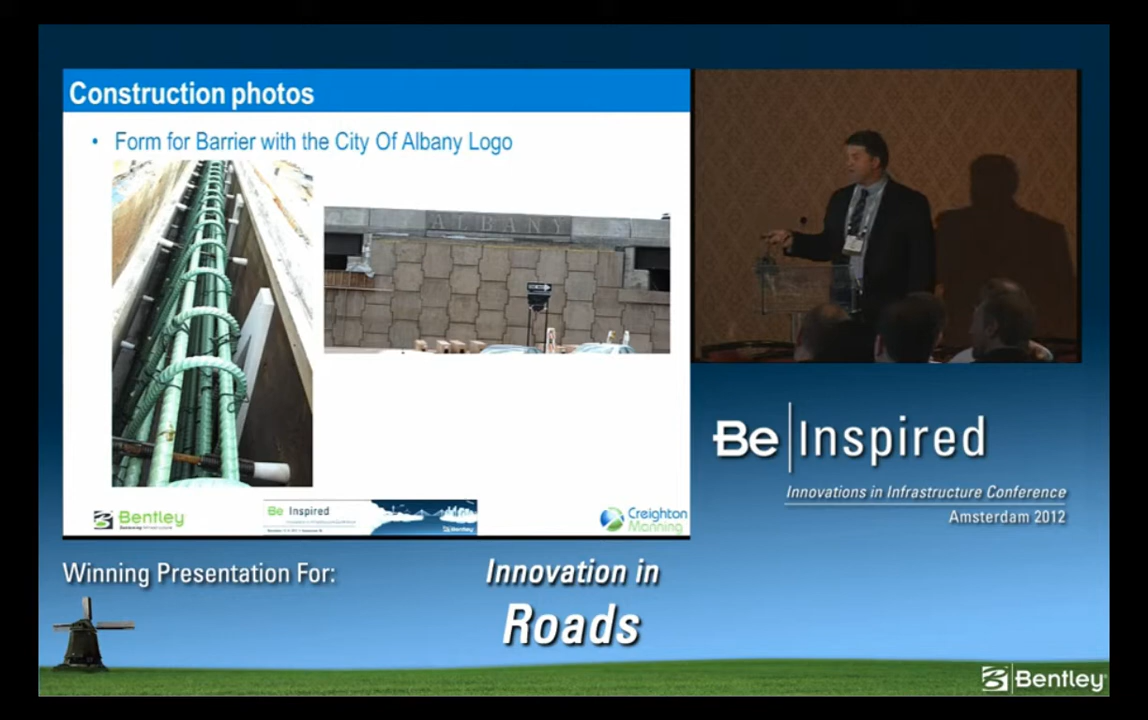 Construction photos
• Form for Barrier with the City Of Albany Logo
ALBANY
Bentley
Be Inspired
Bentley
Creighton
Manning
Be Inspired
Innovations in Infrastructure Conference
Amsterdam 2012
Winning Presentation For:
Innovation in
Roads
Bentley